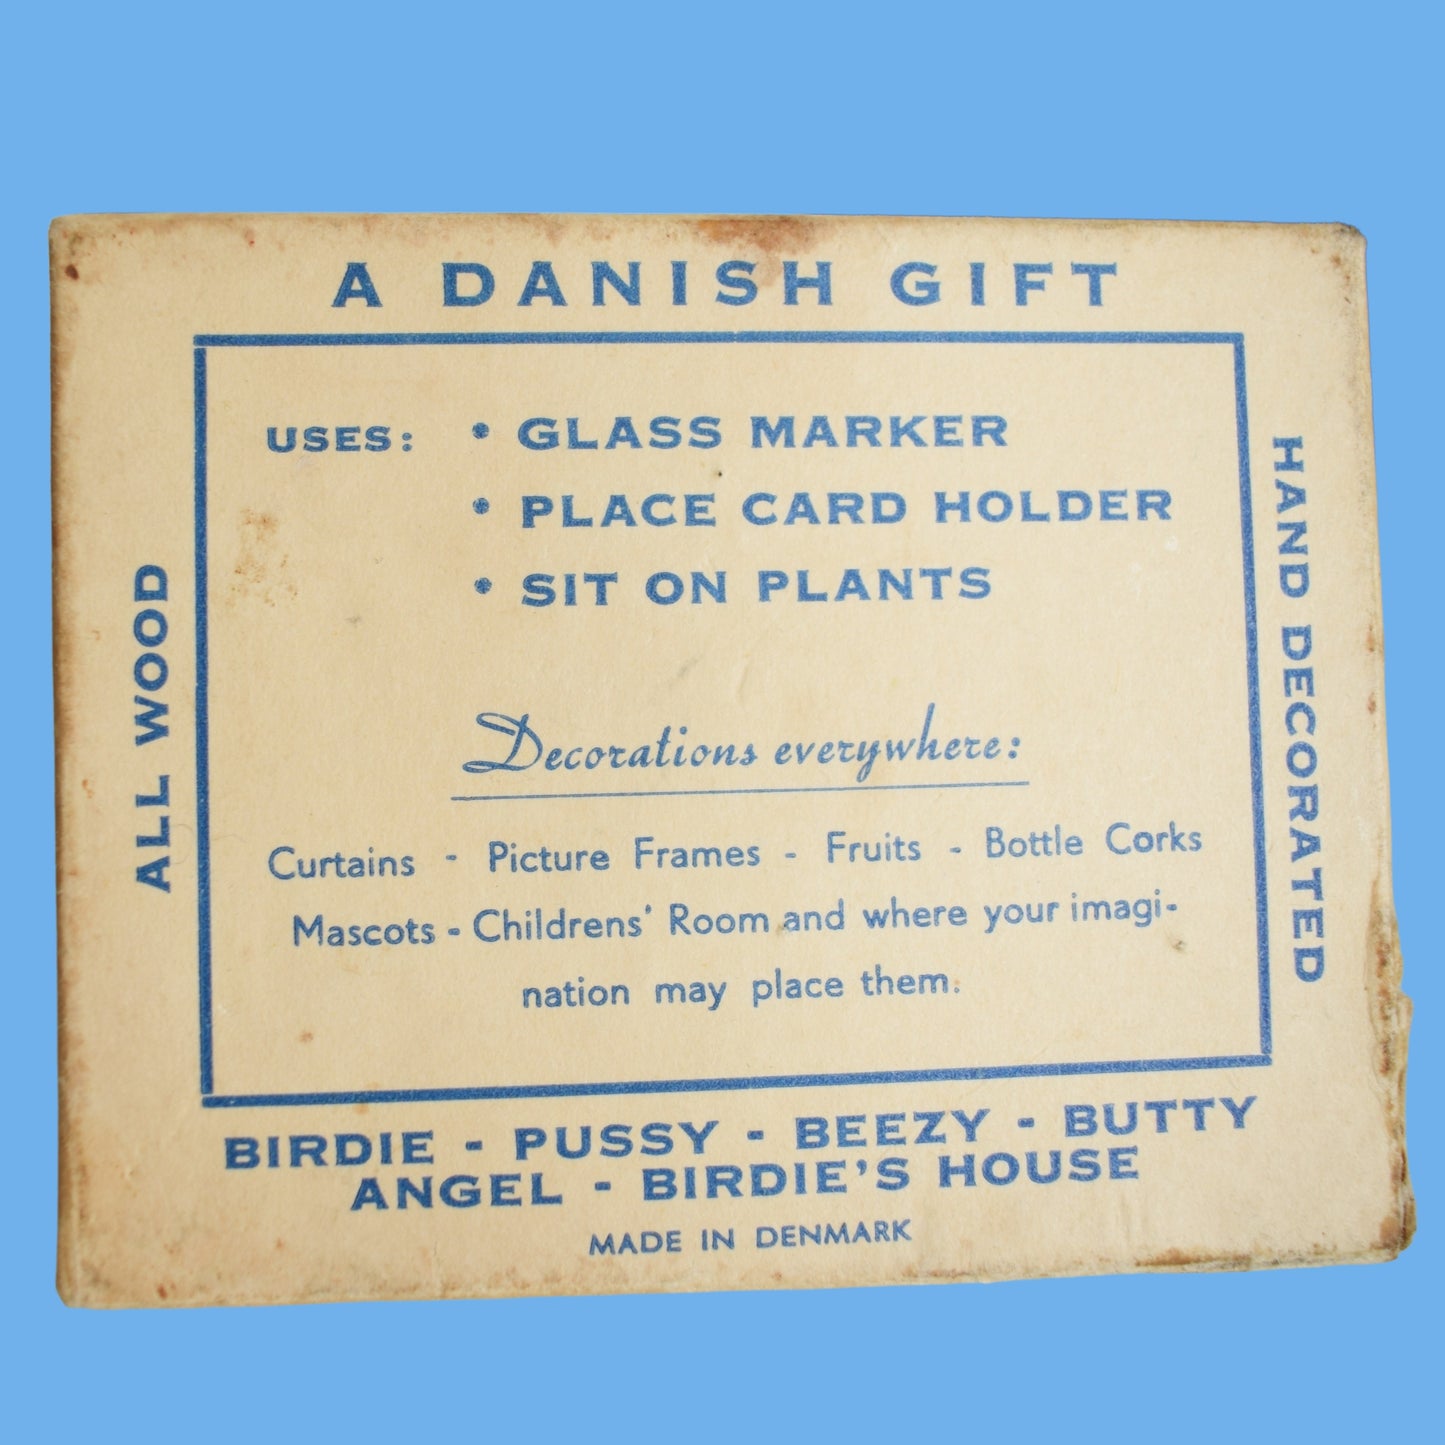 A DANISH GIFT
USES: • GLASS MARKER
• PLACE CARD HOLDER
• SIT ON PLANTS
Decorations everywhere:
Curtains - Picture Frames - Fruits - Bottle Corks
Mascots - Childrens' Room and where your imagi-
nation may place them.
ALL WOOD
HAND DECORATED
BIRDIE - PUSSY - BEEZY - BUTTY
ANGEL - BIRDIE'S HOUSE
MADE IN DENMARK